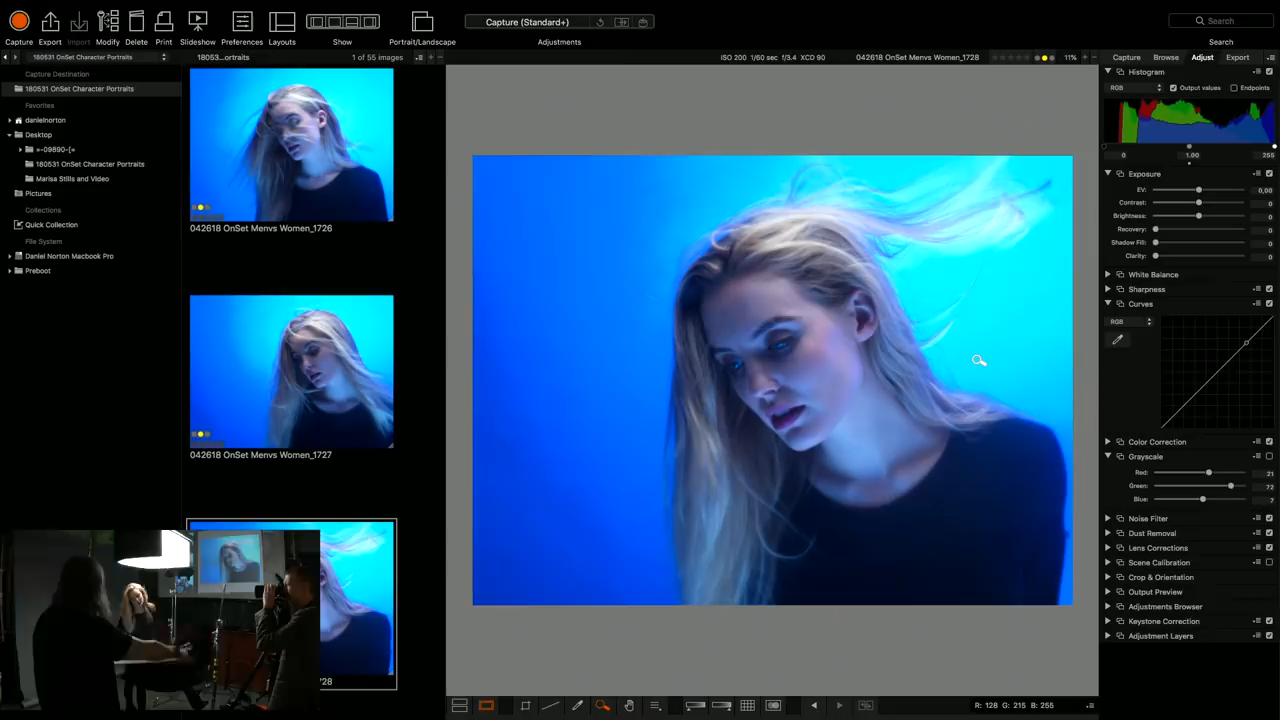 Capture Export Import Modify Delete Print Slideshow Preferences Layouts Show Portrait/Landscape
Capture (Standard+)
Adjustments
Search
Search
180531 OnSet Character Portraits
18053...ortraits
1 of 55 images
ISO 200 1/60 sec f/3.4 XCD 90
042618 OnSet Menvs Women_1728
11%
Capture Browse Adjust Export
Capture Destination
180531 OnSet Character Portraits
Favorites
danielnorton
Desktop
=-09890-[=
180531 OnSet Character Portraits
Marisa Stills and Video
Pictures
Collections
Quick Collection
File System
Daniel Norton Macbook Pro
Preboot
042618 OnSet Menvs Women_1726
042618 OnSet Menvs Women_1727
28
Histogram
RGB Output values Endpoints
0 1.00 255
Exposure
EV: 0,00
Contrast: 0
Brightness: 0
Recovery: 0
Shadow Fill: 0
Clarity: 0
White Balance
Sharpness
Curves
RGB
Color Correction
Grayscale
Red: 21
Green: 72
Blue: 7
Noise Filter
Dust Removal
Lens Corrections
Scene Calibration
Crop & Orientation
Output Preview
Adjustments Browser
Keystone Correction
Adjustment Layers
R: 128 G: 215 B: 255